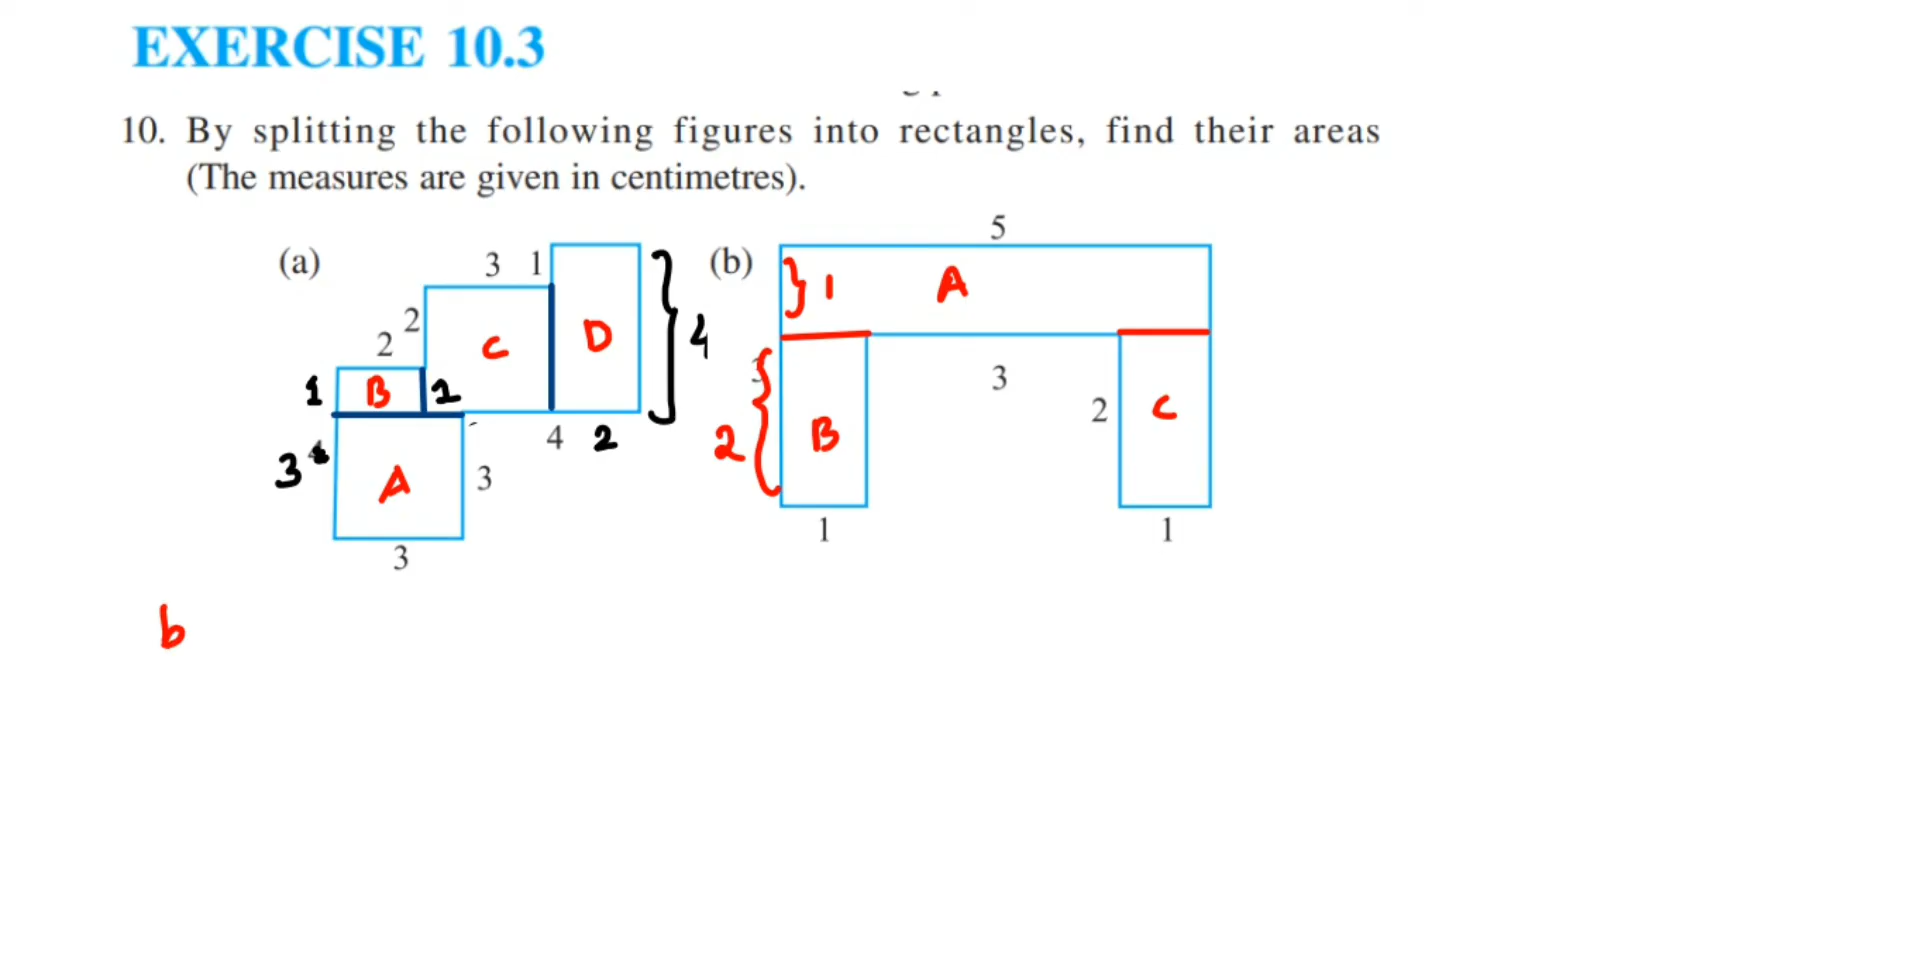 EXERCISE 10.3
10. By splitting the following figures into rectangles, find their areas
(The measures are given in centimetres).
5
(a) 3 1 (b)
} 1 A
2
2 C D 4
1 B 1 3
2 C
4 2 2 B
3 A 3
1 1
3
b